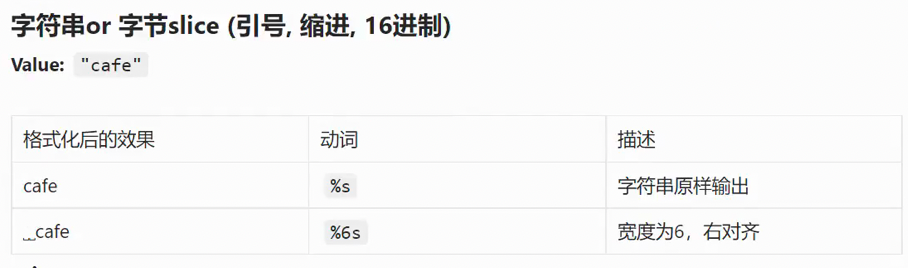 字符串or 字节slice (引号, 缩进, 16进制)
Value: "cafe"
格式化后的效果 动词 描述
cafe %s 字符串原样输出
␣␣cafe %6s 宽度为6，右对齐